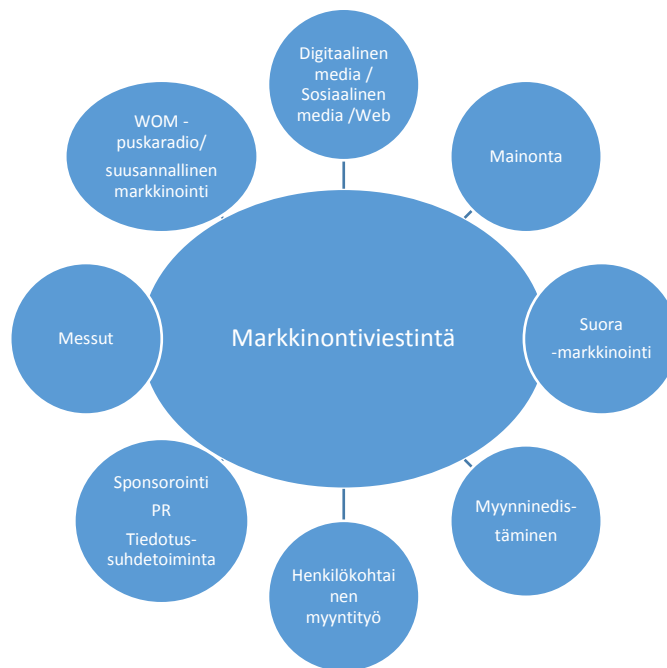 Digitaalinen
media /
Sosiaalinen
media /Web
Mainonta
Suora
-markkinointi
Myynninedis-
täminen
Henkilökohtai
nen
myyntityö
Sponsorointi
PR
Tiedotus-
suhdetoiminta
Messut
WOM -
puskaradio/
suusannallinen
markkinointi
Markkinontiviestintä